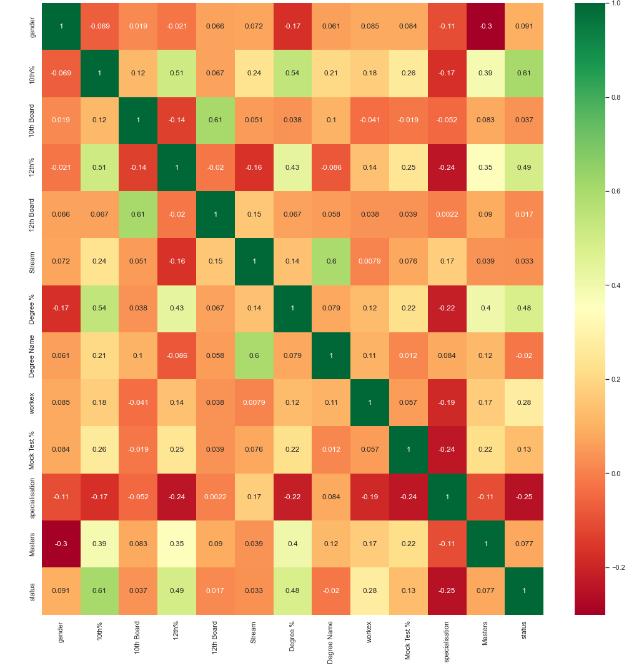 gender 1 -0.069 0.019 -0.021 0.066 0.072 -0.17 0.061 0.085 0.084 -0.11 -0.3 0.091
10th% -0.069 1 0.12 0.51 0.067 0.24 0.54 0.21 0.18 0.26 -0.17 0.39 0.61
10th Board 0.019 0.12 1 -0.14 0.61 0.051 0.038 0.1 -0.041 -0.019 -0.052 0.083 0.037
12th% -0.021 0.51 -0.14 1 -0.02 -0.16 0.43 -0.086 0.14 0.25 -0.24 0.35 0.49
12th Board 0.066 0.067 0.61 -0.02 1 0.15 0.067 0.058 0.038 0.039 0.0022 0.09 0.017
Stream 0.072 0.24 0.051 -0.16 0.15 1 0.14 0.6 0.0079 0.076 0.17 0.039 0.033
Degree % -0.17 0.54 0.038 0.43 0.067 0.14 1 0.079 0.12 0.22 -0.22 0.4 0.48
Degree Name 0.061 0.21 0.1 -0.086 0.058 0.6 0.079 1 0.11 0.012 0.084 0.12 -0.02
workex 0.085 0.18 -0.041 0.14 0.038 0.0079 0.12 0.11 1 0.057 -0.19 0.17 0.28
Mock Test % 0.084 0.26 -0.019 0.25 0.039 0.076 0.22 0.012 0.057 1 -0.24 0.22 0.13
specialisation -0.11 -0.17 -0.052 -0.24 0.0022 0.17 -0.22 0.084 -0.19 -0.24 1 -0.11 -0.25
Masters -0.3 0.39 0.083 0.35 0.09 0.039 0.4 0.12 0.17 0.22 -0.11 1 0.077
status 0.091 0.61 0.037 0.49 0.017 0.033 0.48 -0.02 0.28 0.13 -0.25 0.077 1
gender 10th% 10th Board 12th% 12th Board Stream Degree % Degree Name workex Mock Test % specialisation Masters status
1.0
0.8
0.6
0.4
0.2
0.0
−0.2